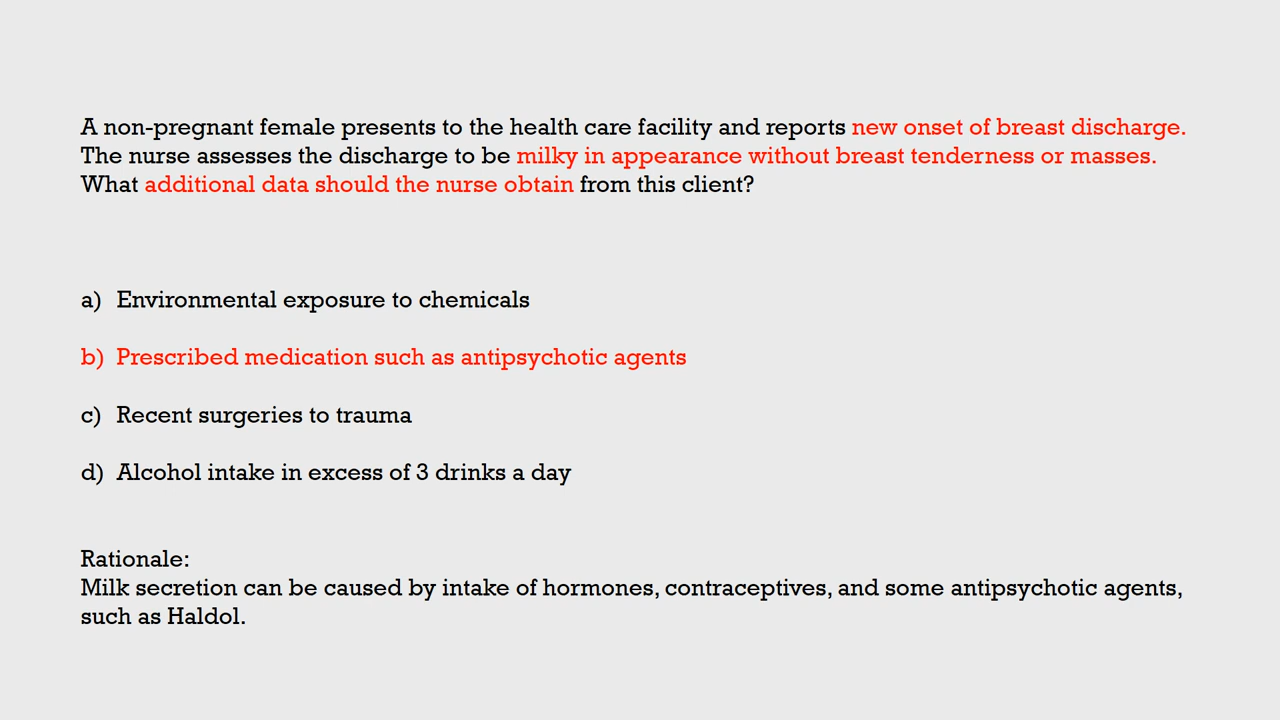 A non-pregnant female presents to the health care facility and reports new onset of breast discharge.
The nurse assesses the discharge to be milky in appearance without breast tenderness or masses.
What additional data should the nurse obtain from this client?
a) Environmental exposure to chemicals
b) Prescribed medication such as antipsychotic agents
c) Recent surgeries to trauma
d) Alcohol intake in excess of 3 drinks a day
Rationale:
Milk secretion can be caused by intake of hormones, contraceptives, and some antipsychotic agents,
such as Haldol.